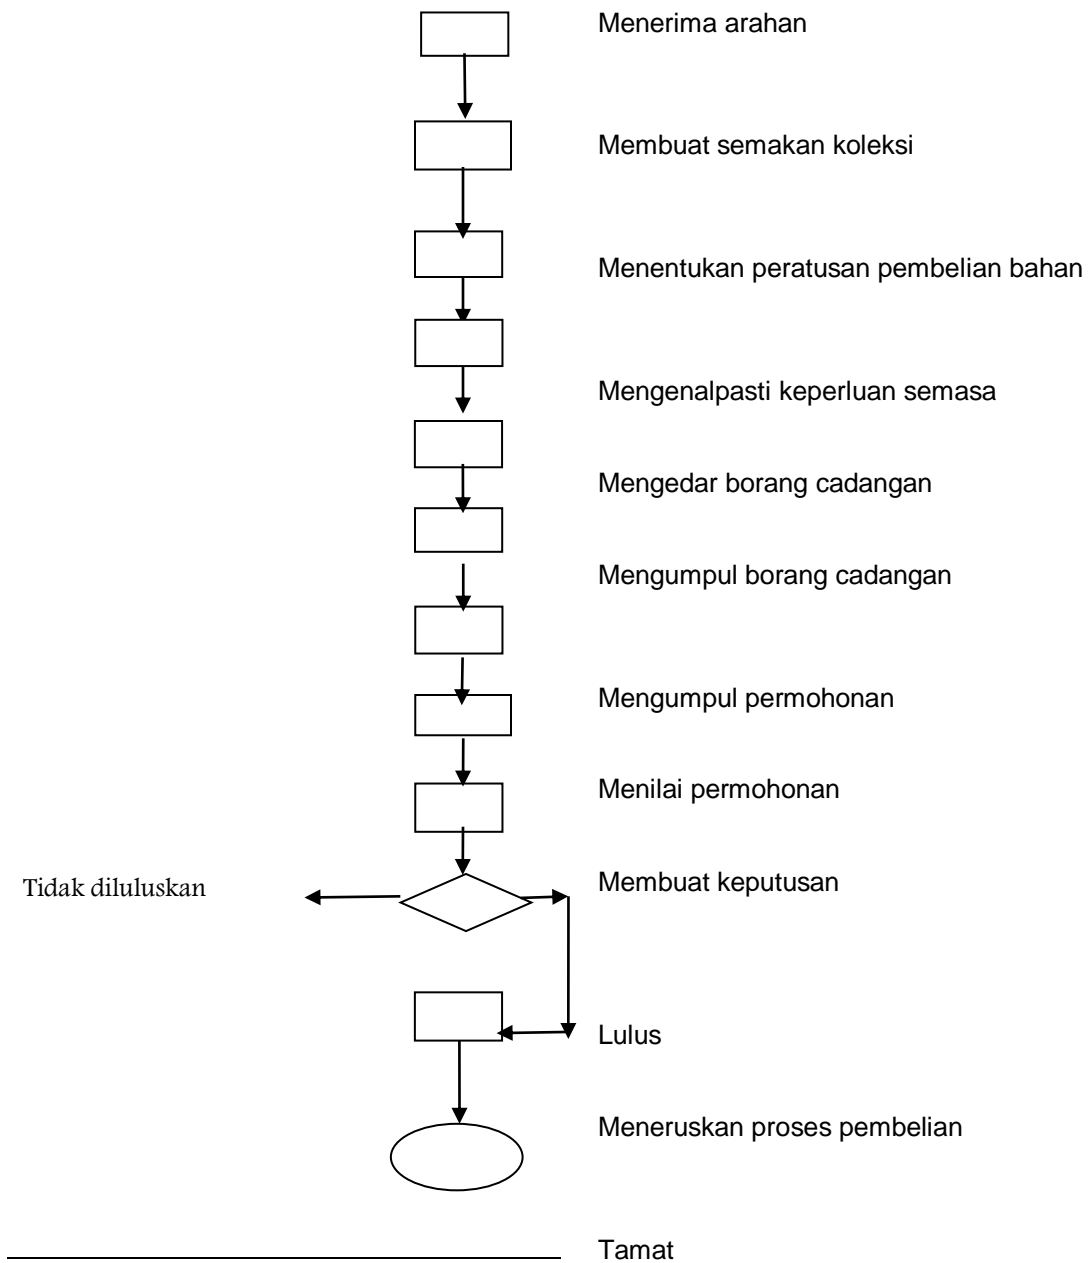 Menerima arahan
Membuat semakan koleksi
Menentukan peratusan pembelian bahan
Mengenalpasti keperluan semasa
Mengedar borang cadangan
Mengumpul borang cadangan
Mengumpul permohonan
Menilai permohonan
Tidak diluluskan
Membuat keputusan
Lulus
Meneruskan proses pembelian
Tamat